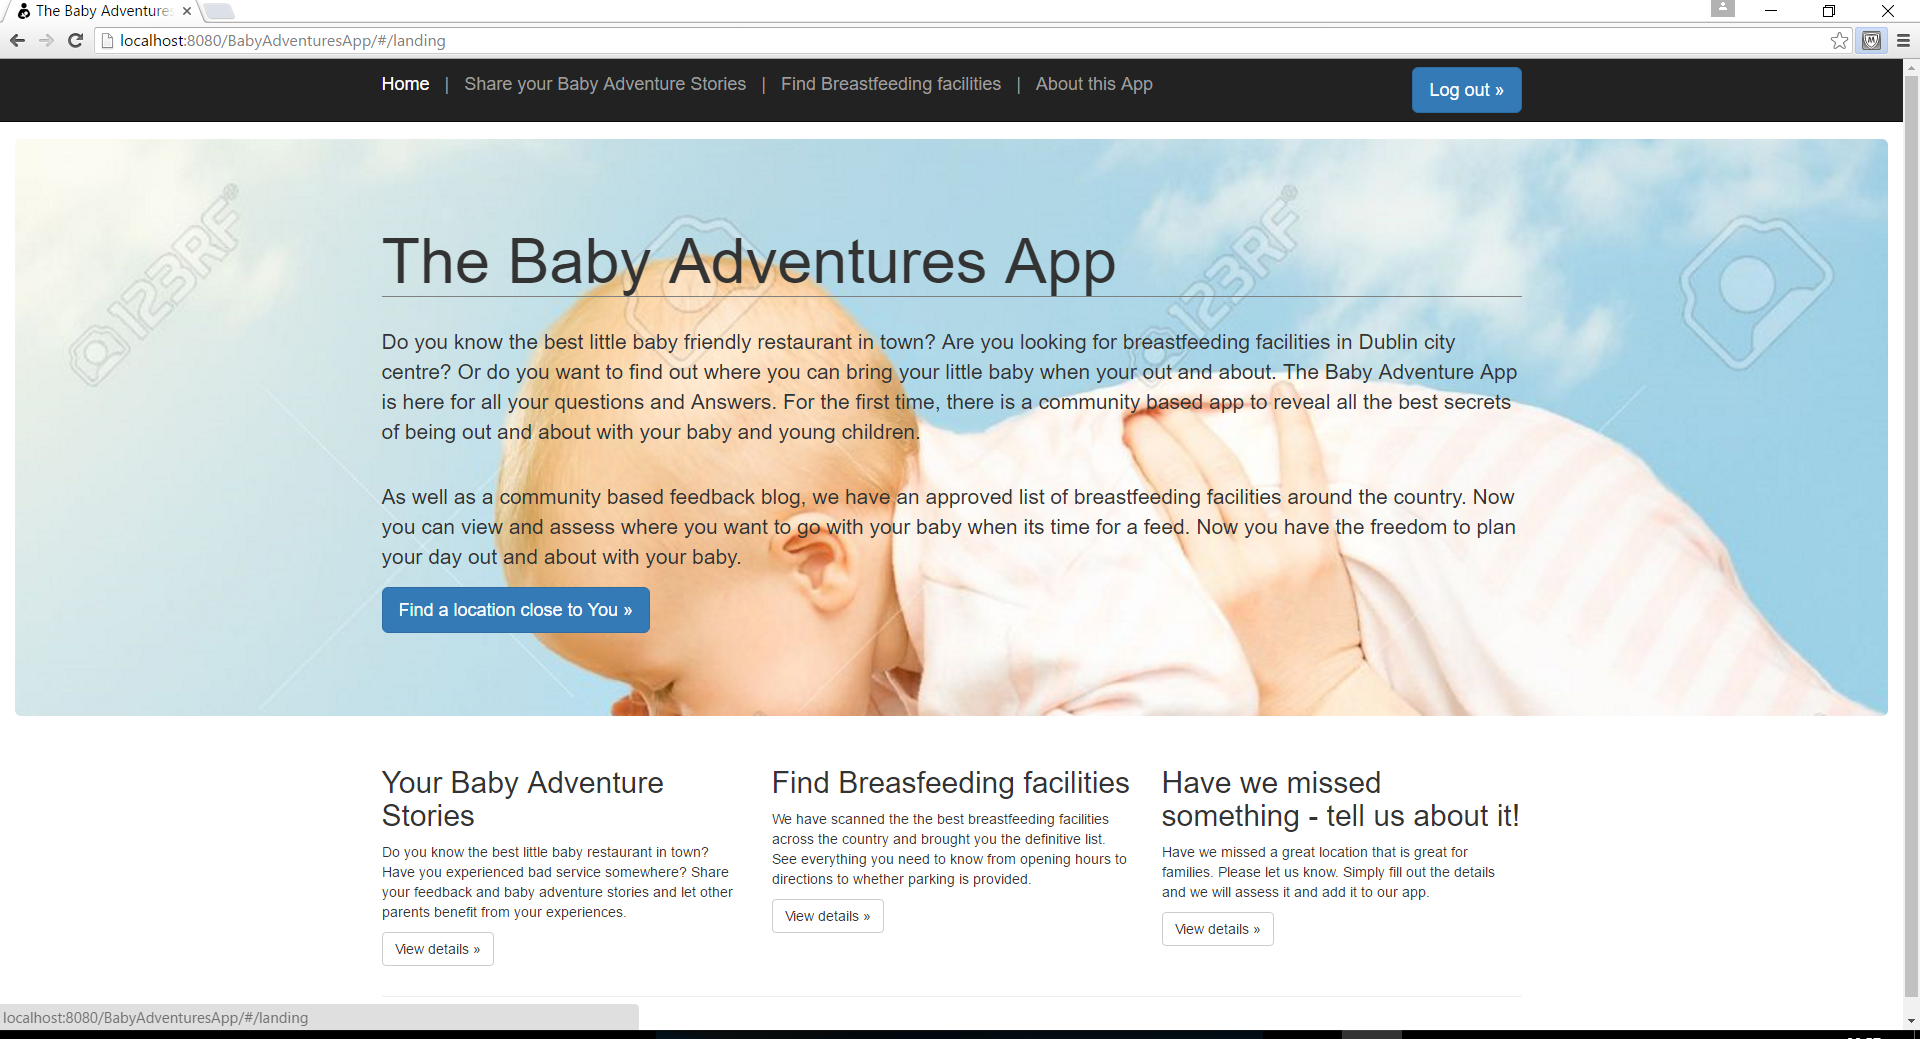 The Baby Adventures
localhost:8080/BabyAdventuresApp/#/landing
Home | Share your Baby Adventure Stories | Find Breastfeeding facilities | About this App
Log out »
The Baby Adventures App
123RF®
123RF®
Do you know the best little baby friendly restaurant in town? Are you looking for breastfeeding facilities in Dublin city
centre? Or do you want to find out where you can bring your little baby when your out and about. The Baby Adventure App
is here for all your questions and Answers. For the first time, there is a community based app to reveal all the best secrets
of being out and about with your baby and young children.
As well as a community based feedback blog, we have an approved list of breastfeeding facilities around the country. Now
you can view and assess where you want to go with your baby when its time for a feed. Now you have the freedom to plan
your day out and about with your baby.
Find a location close to You »
Your Baby Adventure
Stories
Do you know the best little baby restaurant in town?
Have you experienced bad service somewhere? Share
your feedback and baby adventure stories and let other
parents benefit from your experiences.
View details »
Find Breasfeeding facilities
We have scanned the the best breastfeeding facilities
across the country and brought you the definitive list.
See everything you need to know from opening hours to
directions to whether parking is provided.
View details »
Have we missed
something - tell us about it!
Have we missed a great location that is great for
families. Please let us know. Simply fill out the details
and we will assess it and add it to our app.
View details »
localhost:8080/BabyAdventuresApp/#/landing